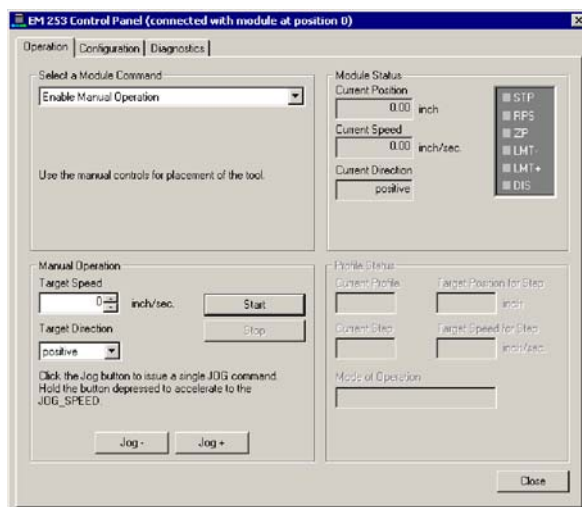 EM 253 Control Panel (connected with module at position 0)
Operation
Configuration
Diagnostics
Select a Module Command
Enable Manual Operation
Use the manual controls for placement of the tool.
Module Status
Current Position
0.00 inch
Current Speed
0.00 inch/sec.
Current Direction
positive
STP
RPS
ZP
LMT-
LMT+
DIS
Manual Operation
Target Speed
0 inch/sec.
Start
Target Direction
Stop
positive
Click the Jog button to issue a single JOG command.
Hold the button depressed to accelerate to the
JOG_SPEED.
Jog -
Jog +
Profile Status
Current Profile
Target Position for Step
inch
Current Step
Target Speed for Step
inch/sec.
Mode of Operation
Close